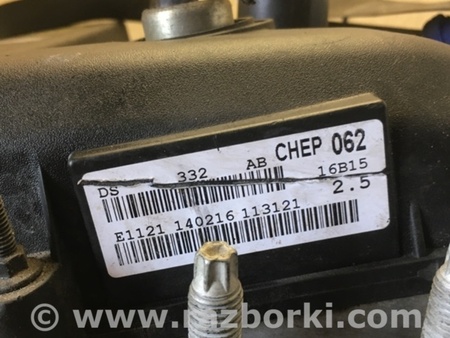 CHEP 062
DS 332 AB
16B15
2.5
E1121 140216 113121
© www.razborki.com